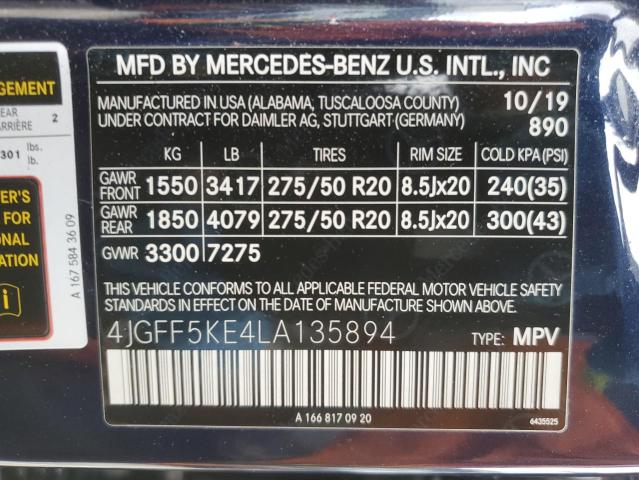 MFD BY MERCEDES-BENZ U.S. INTL., INC
MANUFACTURED IN USA (ALABAMA, TUSCALOOSA COUNTY) 10/19
UNDER CONTRACT FOR DAIMLER AG, STUTTGART (GERMANY) 890
KG LB TIRES RIM SIZE COLD KPA (PSI)
GAWR FRONT 1550 3417 275/50 R20 8.5Jx20 240(35)
GAWR REAR 1850 4079 275/50 R20 8.5Jx20 300(43)
GVWR 3300 7275
THIS VEHICLE CONFORMS TO ALL APPLICABLE FEDERAL MOTOR VEHICLE SAFETY
STANDARDS IN EFFECT ON THE DATE OF MANUFACTURE SHOWN ABOVE.
4JGFF5KE4LA135894 TYPE: MPV
A 166 817 09 20
6435525
GEMENT
EAR 2
ARRIÈRE
301 lbs.
lb.
ER'S
FOR
ONAL
ATION
i
A 167 584 36 09